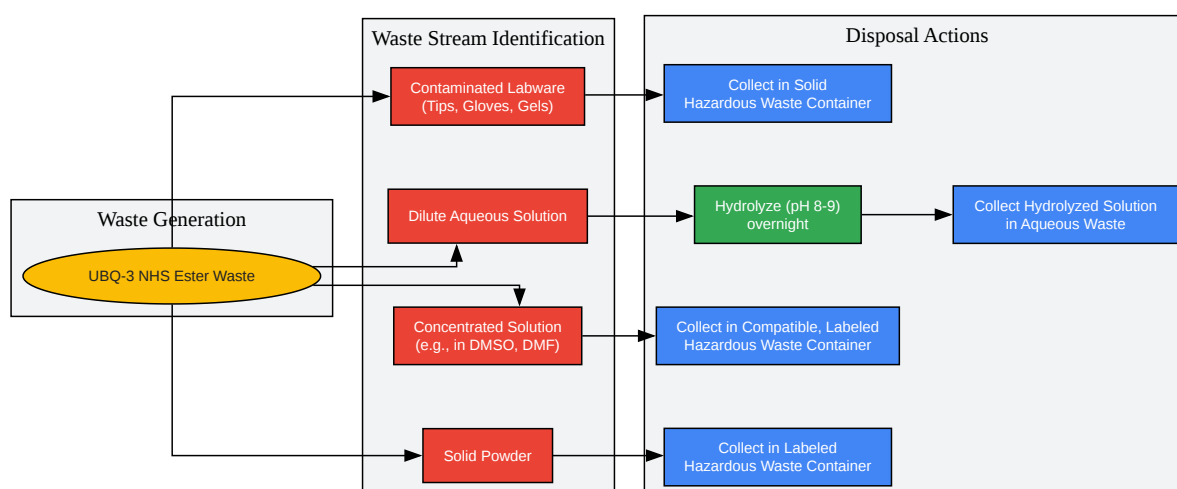 Waste Stream Identification
Disposal Actions
Contaminated Labware
(Tips, Gloves, Gels)
Collect in Solid
Hazardous Waste Container
Waste Generation
Dilute Aqueous Solution
Hydrolyze (pH 8-9)
overnight
Collect Hydrolyzed Solution
in Aqueous Waste
UBQ-3 NHS Ester Waste
Concentrated Solution
(e.g., in DMSO, DMF)
Collect in Compatible, Labeled
Hazardous Waste Container
Solid Powder
Collect in Labeled
Hazardous Waste Container